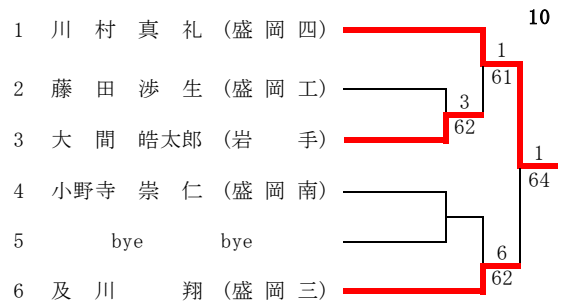 10
1 川 村 真 礼 (盛 岡 四)
1
61
2 藤 田 渉 生 (盛 岡 工)
3
62
3 大 間 皓太郎 (岩 手)
1
64
4 小野寺 崇 仁 (盛 岡 南)
5 bye bye
6
62
6 及 川 翔 (盛 岡 三)